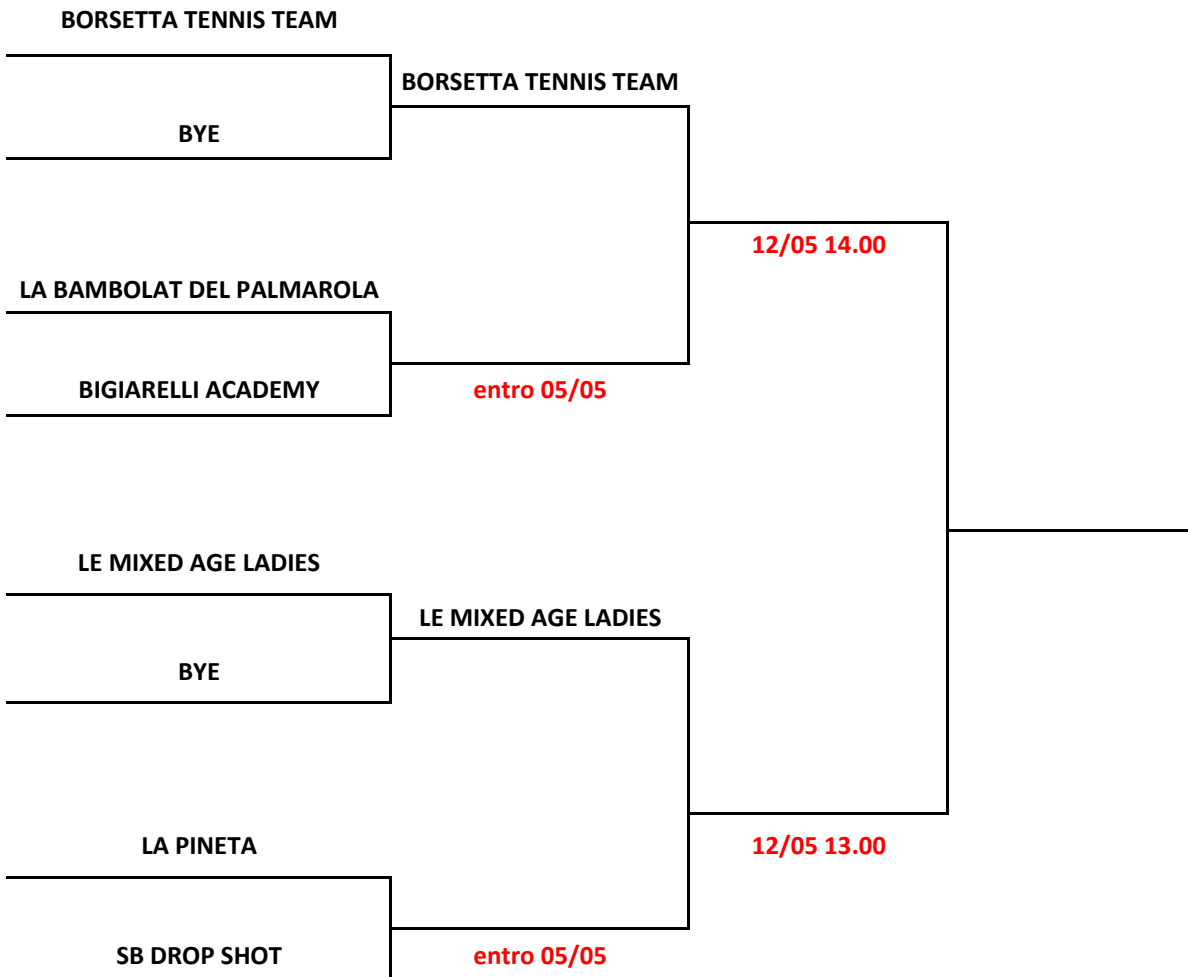 BORSETTA TENNIS TEAM
BORSETTA TENNIS TEAM
BYE
12/05 14.00
LA BAMBOLAT DEL PALMAROLA
BIGIARELLI ACADEMY
entro 05/05
LE MIXED AGE LADIES
LE MIXED AGE LADIES
BYE
LA PINETA
12/05 13.00
SB DROP SHOT
entro 05/05